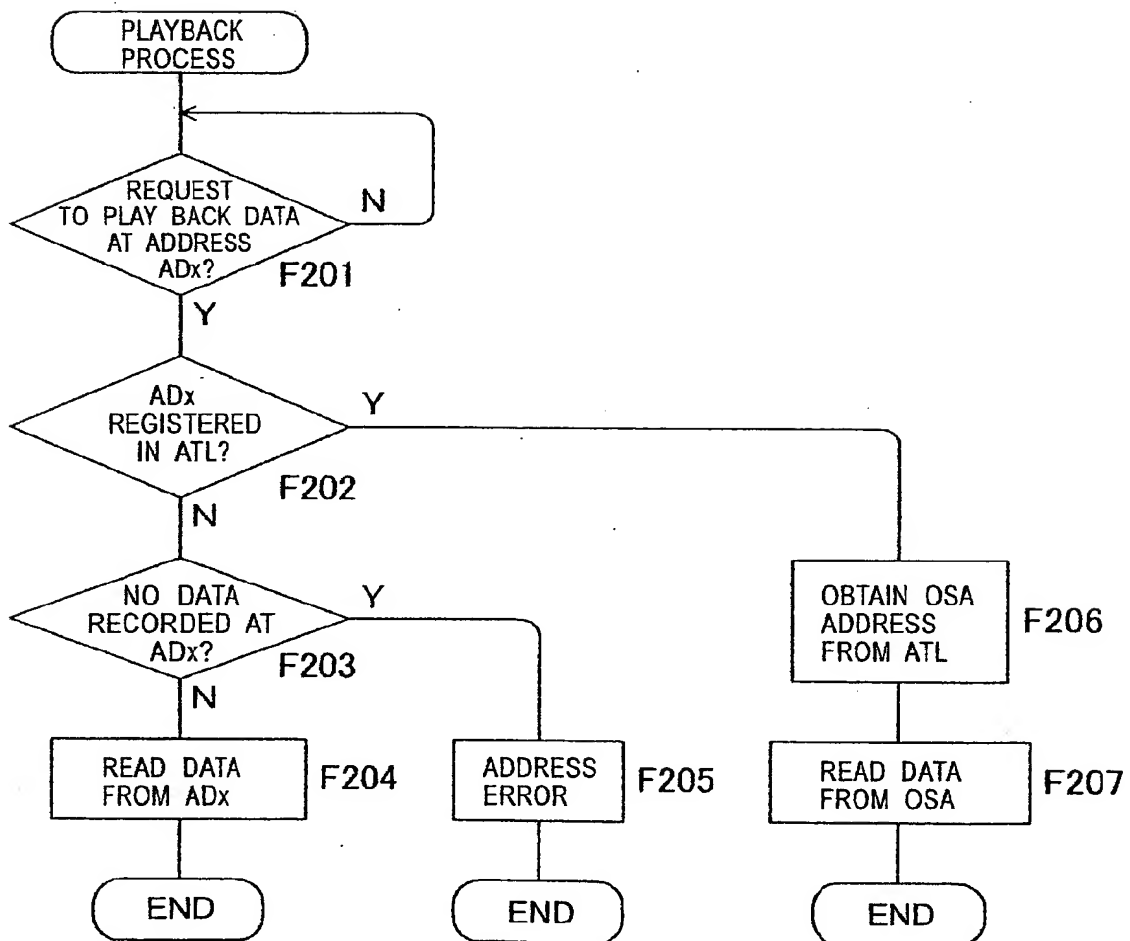 PLAYBACK
PROCESS
REQUEST
TO PLAY BACK DATA
AT ADDRESS
ADx?
N
F201
Y
ADx
REGISTERED
IN ATL?
Y
F202
N
NO DATA
RECORDED AT
ADx?
Y
F203
N
OBTAIN OSA
ADDRESS
FROM ATL
F206
READ DATA
FROM ADx
F204
ADDRESS
ERROR
F205
READ DATA
FROM OSA
F207
END
END
END